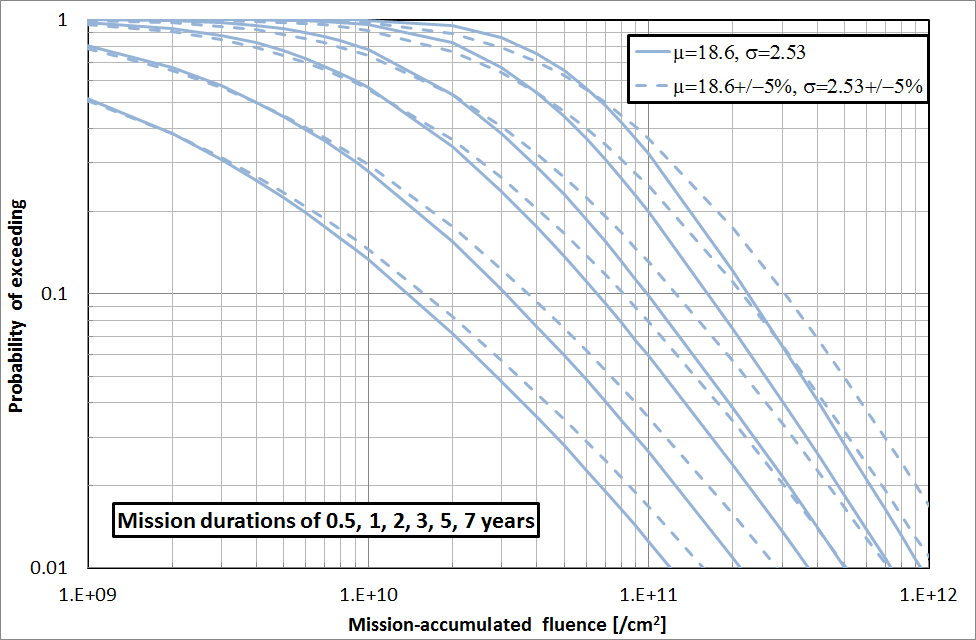 1
μ=18.6, σ=2.53
μ=18.6+/−5%, σ=2.53+/−5%
0.1
Probability of exceeding
Mission durations of 0.5, 1, 2, 3, 5, 7 years
0.01
1.E+09 1.E+10 1.E+11 1.E+12
Mission-accumulated fluence [/cm²]